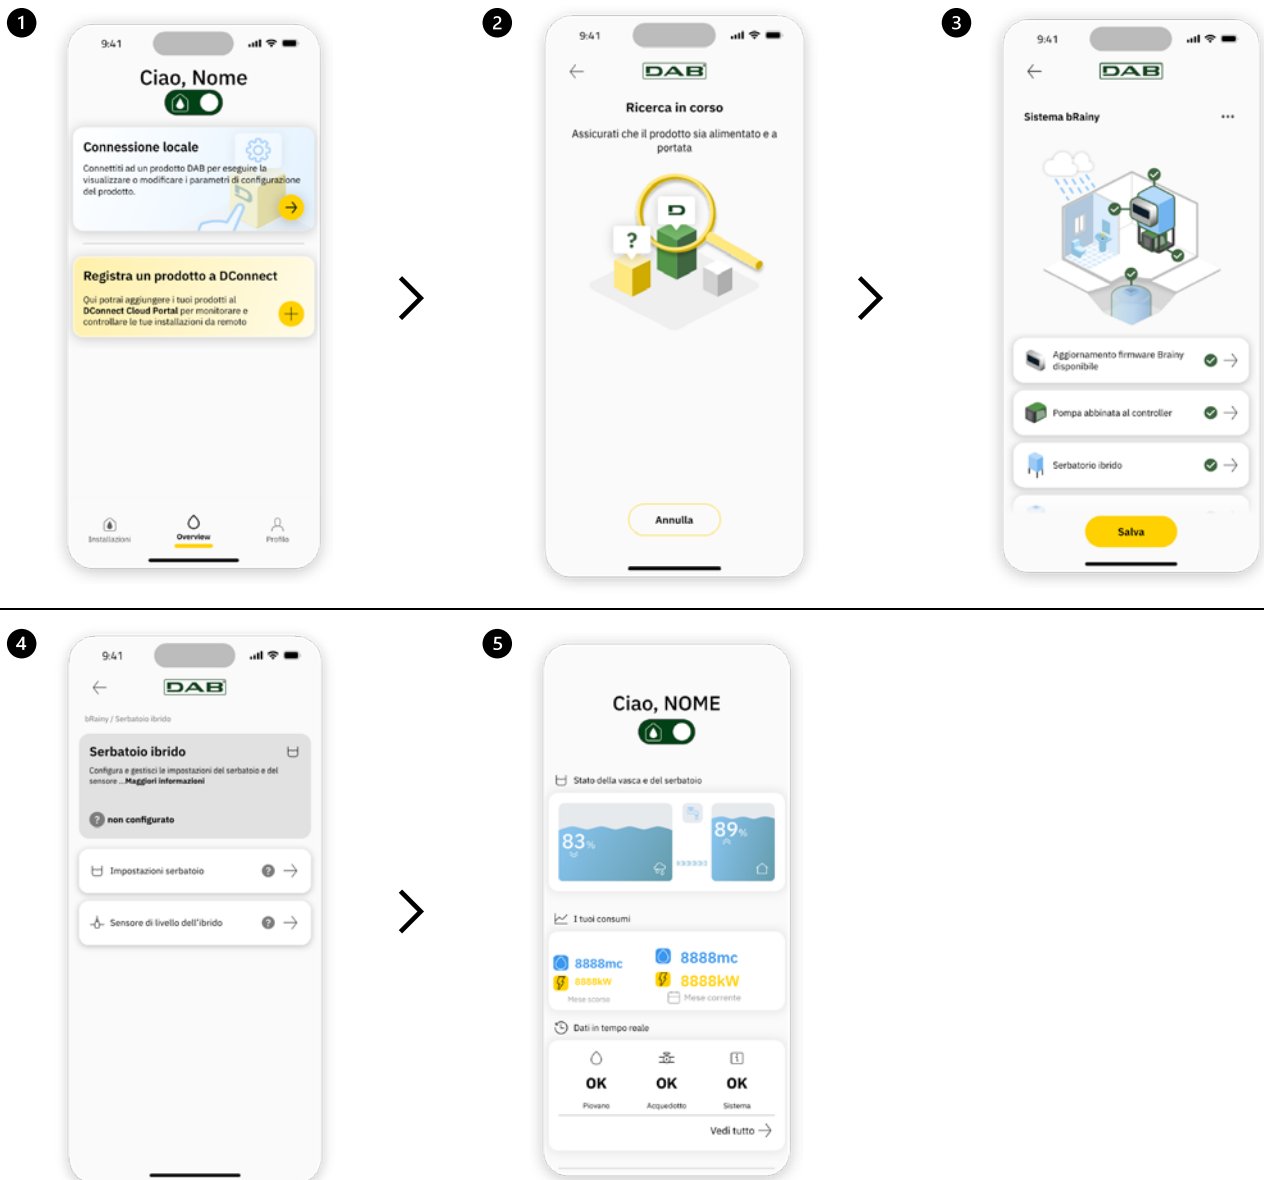 1
9:41
Ciao, Nome
Connessione locale
Connettiti ad un prodotto DAB per eseguire la
visualizzare o modificare i parametri di configurazione
del prodotto.
Registra un prodotto a DConnect
Qui potrai aggiungere i tuoi prodotti al
DConnect Cloud Portal per monitorare e
controllare le tue installazioni da remoto
Installazioni
Overview
Profilo
2
9:41
DAB
Ricerca in corso
Assicurati che il prodotto sia alimentato e a
portata
D
?
Annulla
3
9:41
DAB
Sistema bRainy
Aggiornamento firmware Brainy
disponibile
Pompa abbinata al controller
Serbatorio ibrido
Salva
4
9:41
DAB
bRainy / Serbatoio ibrido
Serbatoio ibrido
Configura e gestisci le impostazioni del serbatoio e del
sensore ...Maggiori informazioni
? non configurato
Impostazioni serbatoio ?
Sensore di livello dell'ibrido ?
5
Ciao, NOME
Stato della vasca e del serbatoio
83%
89%
I tuoi consumi
8888mc
8888kW
Mese scorso
8888mc
8888kW
Mese corrente
Dati in tempo reale
OK OK OK
Piovano Acquedotto Sistema
Vedi tutto